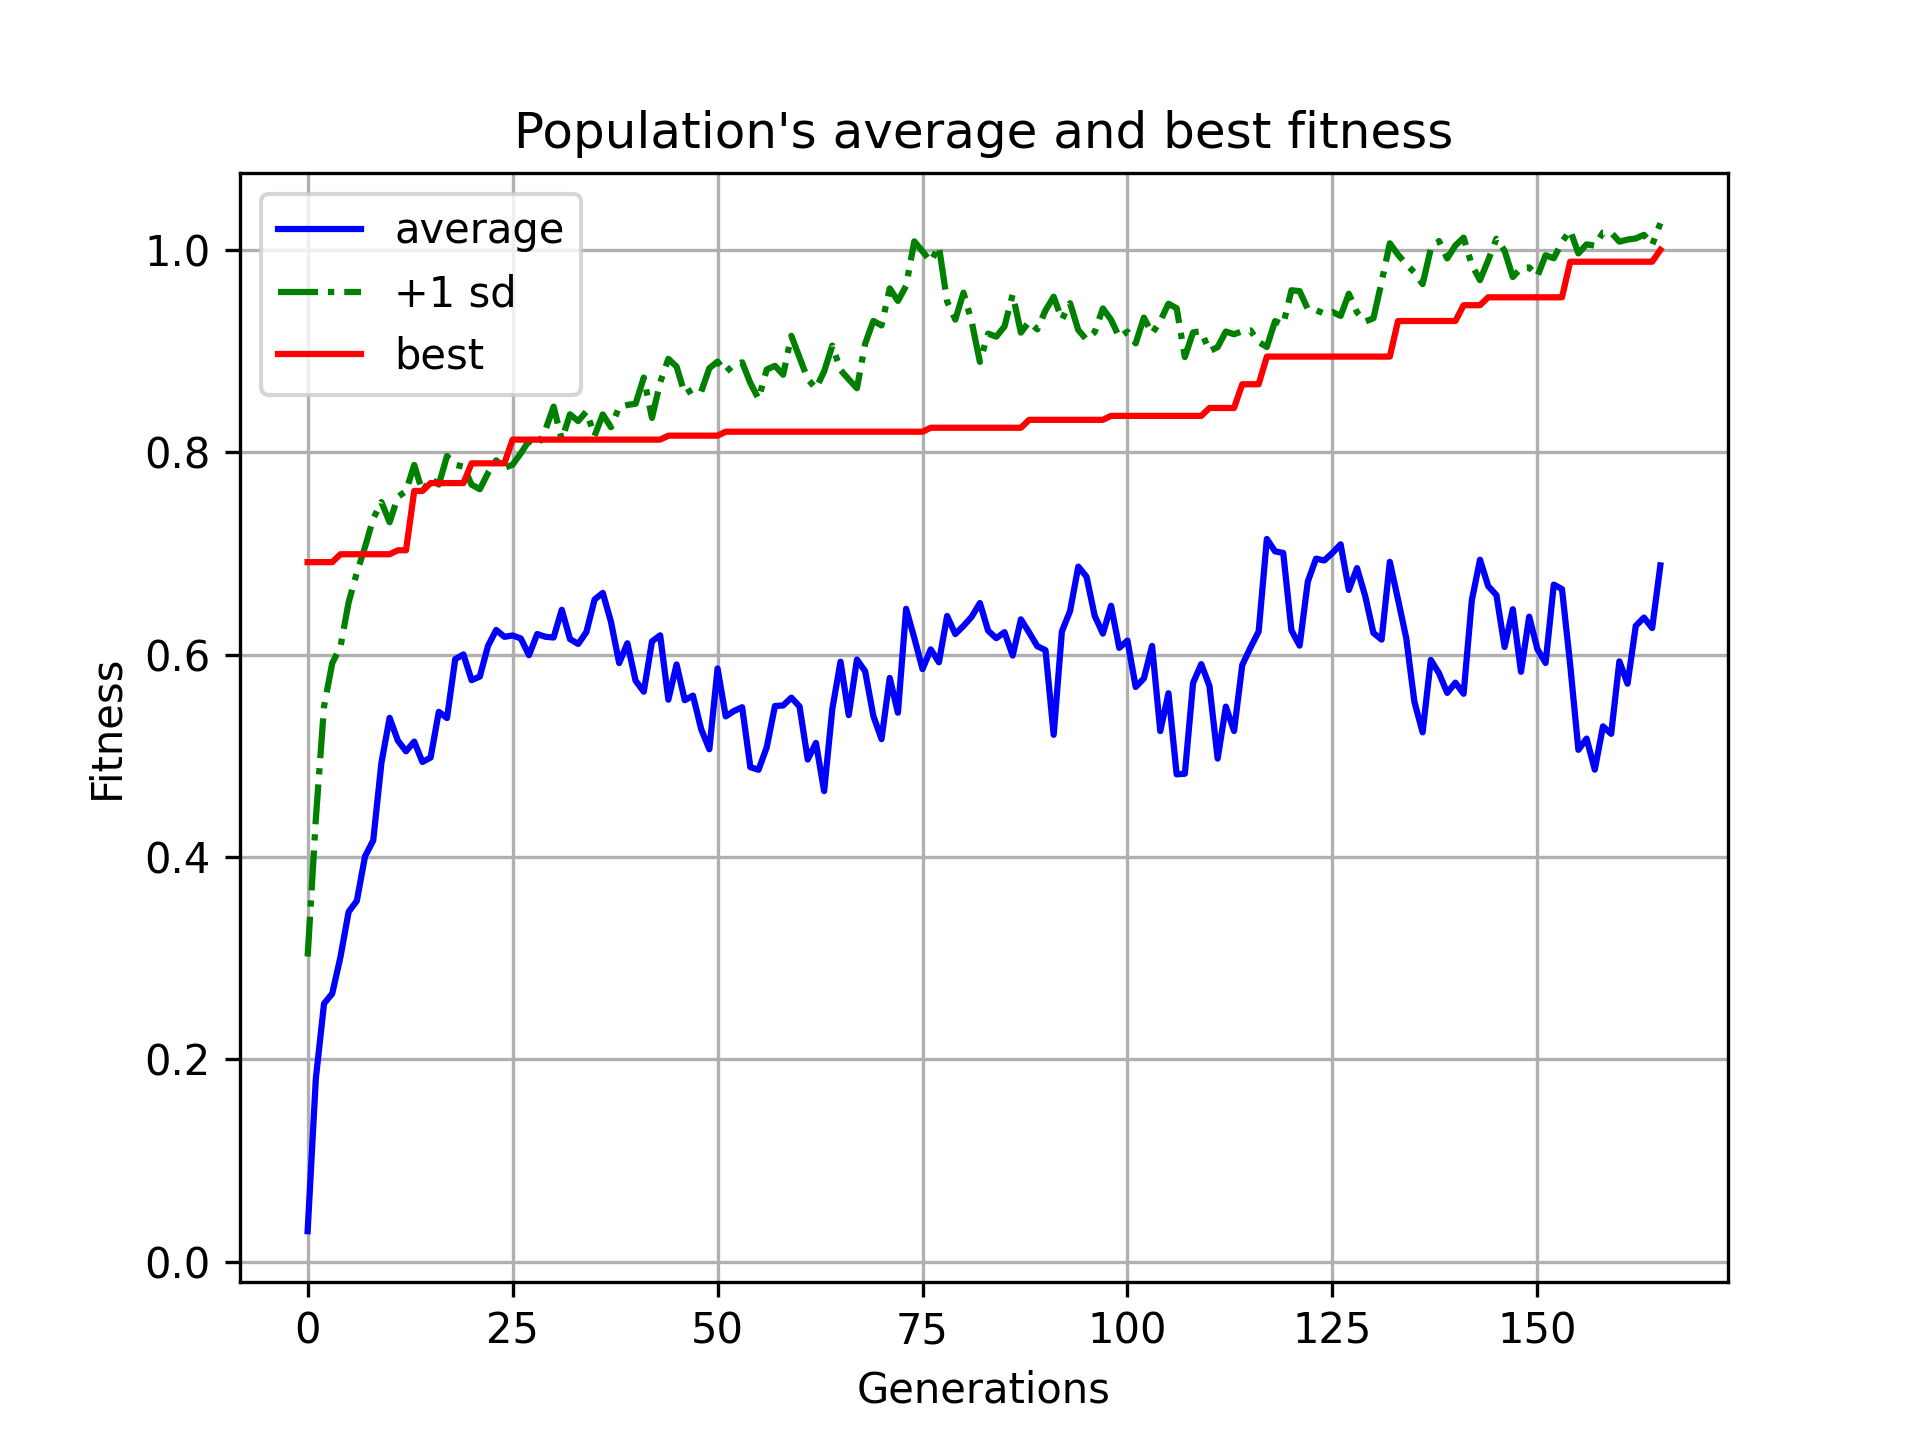 Population's average and best fitness
average
+1 sd
best
1.0
0.8
0.6
0.4
0.2
0.0
Fitness
0 25 50 75 100 125 150
Generations